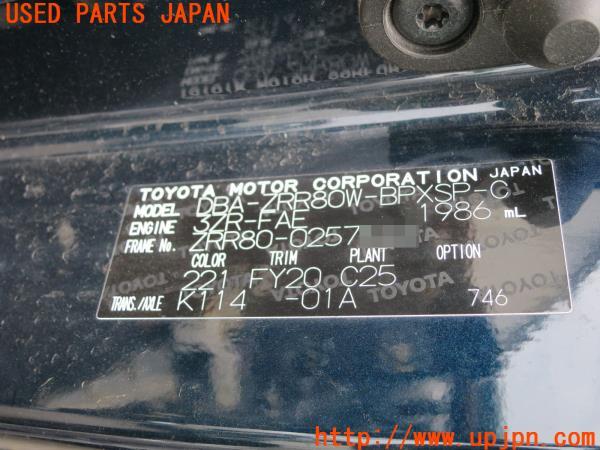 USED PARTS JAPAN
TOYOTA MOTOR CORPORATION JAPAN
MODEL DBA-ZRR80W-BPXSP-G
ENGINE 3ZR-FAE 1986 mL
FRAME No. ZRR80-0257
COLOR TRIM PLANT OPTION
221 FY20 C25
TRANS./AXLE K114 -01A 746
UPJ http://www.upjpn.com